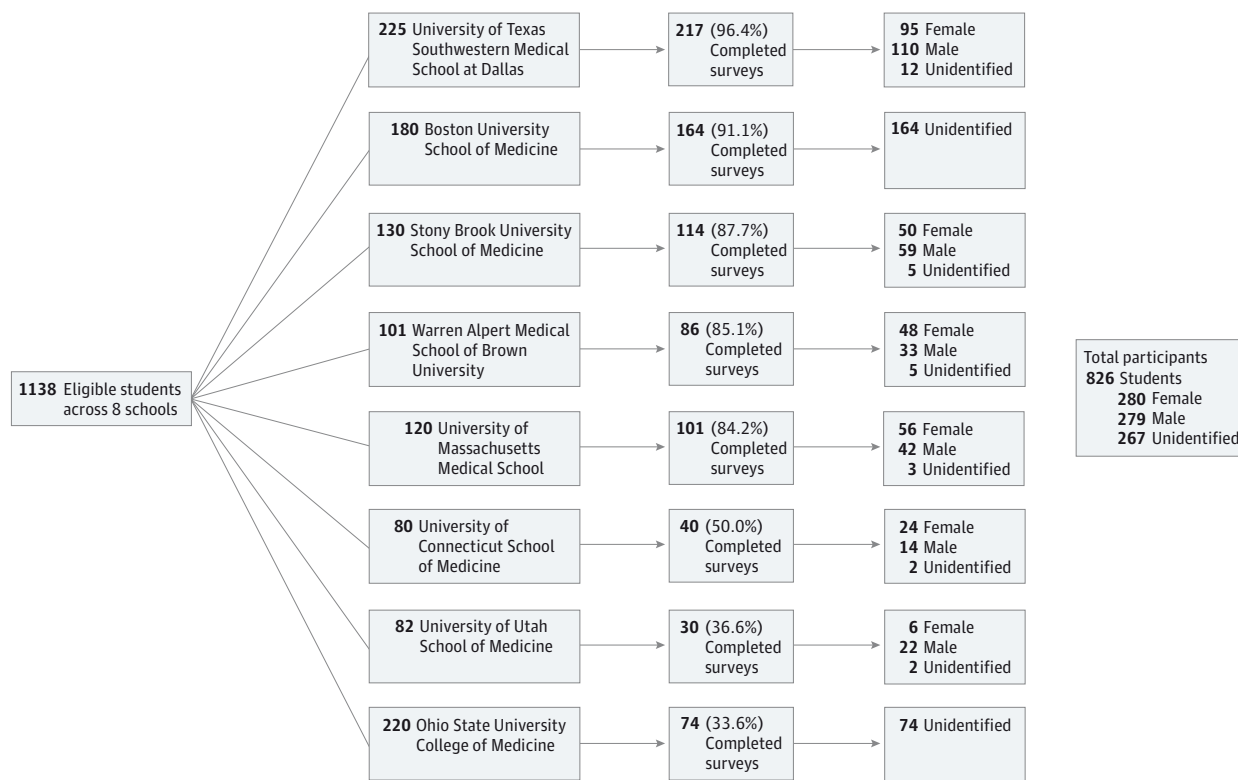 1138 Eligible students
across 8 schools
225 University of Texas
Southwestern Medical
School at Dallas
217 (96.4%)
Completed
surveys
95 Female
110 Male
12 Unidentified
180 Boston University
School of Medicine
164 (91.1%)
Completed
surveys
164 Unidentified
130 Stony Brook University
School of Medicine
114 (87.7%)
Completed
surveys
50 Female
59 Male
5 Unidentified
101 Warren Alpert Medical
School of Brown
University
86 (85.1%)
Completed
surveys
48 Female
33 Male
5 Unidentified
120 University of
Massachusetts
Medical School
101 (84.2%)
Completed
surveys
56 Female
42 Male
3 Unidentified
80 University of
Connecticut School
of Medicine
40 (50.0%)
Completed
surveys
24 Female
14 Male
2 Unidentified
82 University of Utah
School of Medicine
30 (36.6%)
Completed
surveys
6 Female
22 Male
2 Unidentified
220 Ohio State University
College of Medicine
74 (33.6%)
Completed
surveys
74 Unidentified
Total participants
826 Students
280 Female
279 Male
267 Unidentified